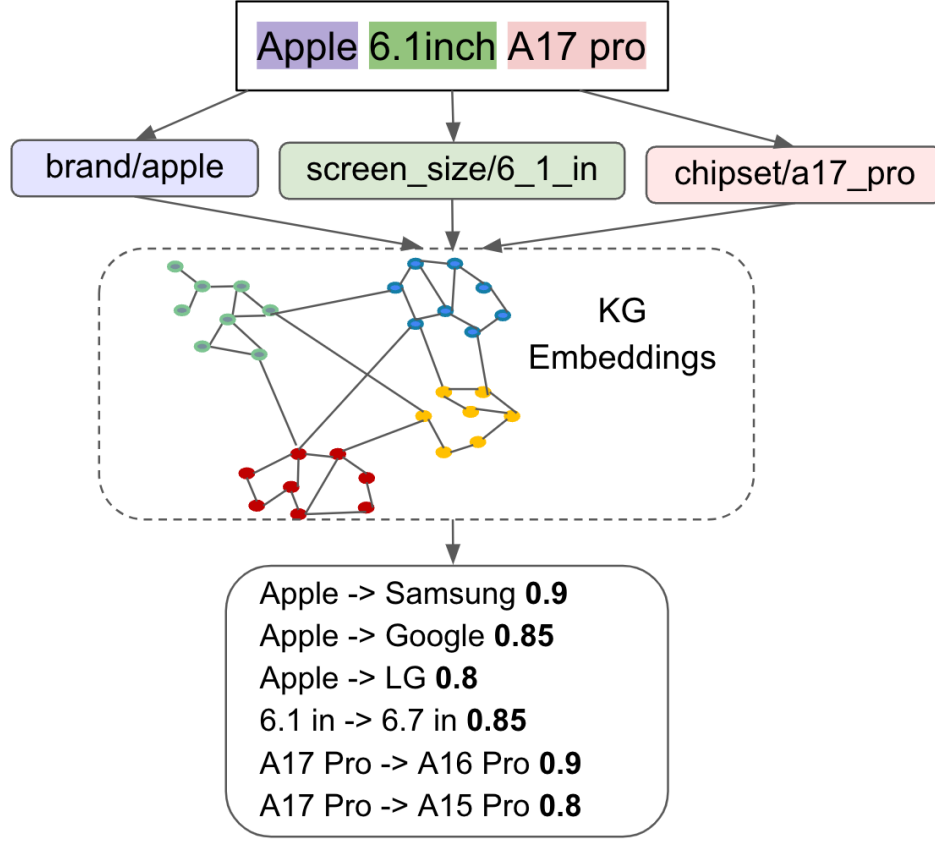 Apple 6.1inch A17 pro
brand/apple
screen_size/6_1_in
chipset/a17_pro
KG
Embeddings
Apple -> Samsung 0.9
Apple -> Google 0.85
Apple -> LG 0.8
6.1 in -> 6.7 in 0.85
A17 Pro -> A16 Pro 0.9
A17 Pro -> A15 Pro 0.8